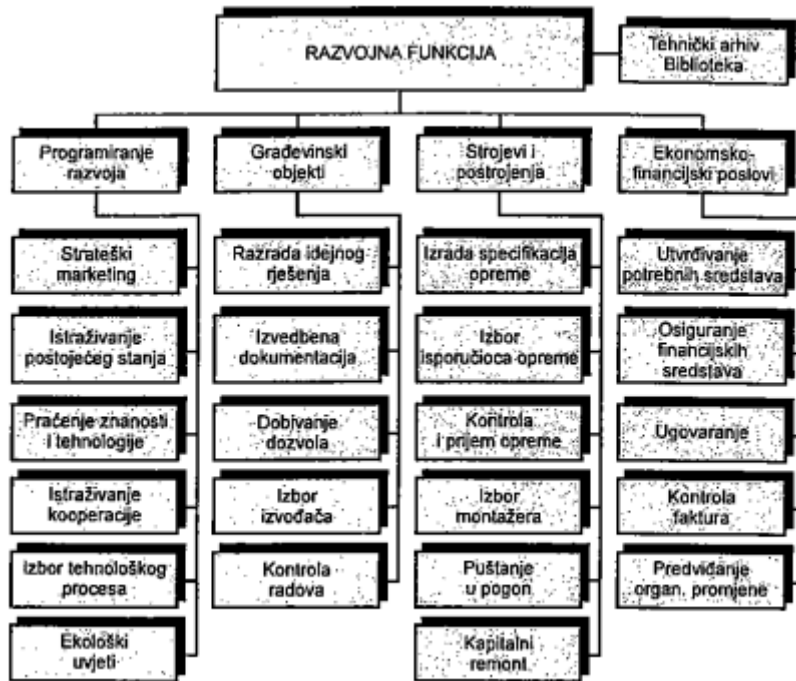 RAZVOJNA FUNKCIJA
Tehnički arhiv
Biblioteka
Programiranje
razvoja
Strateški
marketing
Istraživanje
postojećeg stanja
Praćenje znanosti
i tehnologije
Istraživanje
kooperacije
Izbor tehnološkog
procesa
Ekološki
uvjeti
Građevinski
objekti
Razrada idejnog
rješenja
Izvedbena
dokumentacija
Dobivanje
dozvola
Izbor
izvođača
Kontrola
radova
Strojevi i
postrojenja
Izrada specifikacija
opreme
Izbor
isporučioca opreme
Kontrola
i prijem opreme
Izbor
montažera
Puštanje
u pogon
Kapitalni
remont
Ekonomsko-
financijski poslovi
Utvrđivanje
potrebnih sredstava
Osiguranje
financijskih
sredstava
Ugovaranje
Kontrola
faktura
Predviđanje
organ. promjene